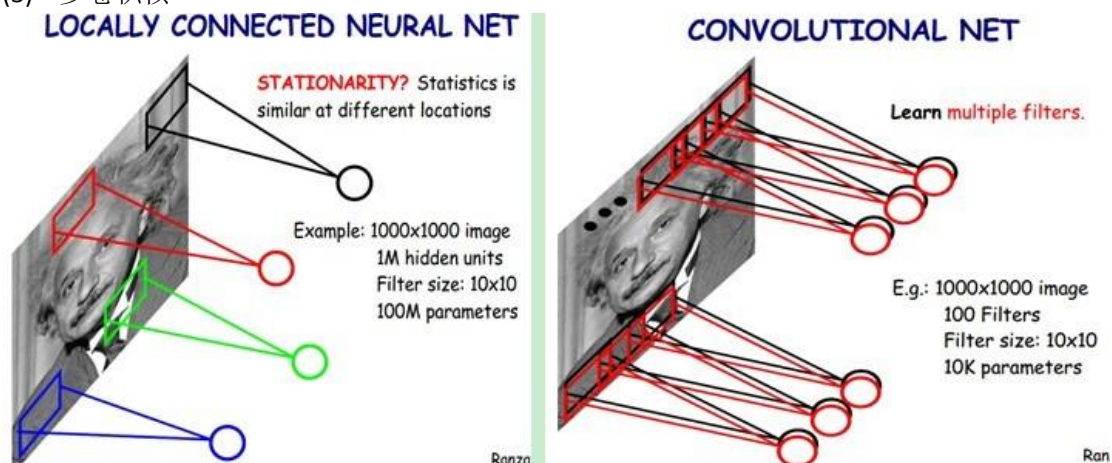 LOCALLY CONNECTED NEURAL NET
STATIONARITY? Statistics is
similar at different locations
Example: 1000x1000 image
1M hidden units
Filter size: 10x10
100M parameters
CONVOLUTIONAL NET
Learn multiple filters.
E.g.: 1000x1000 image
100 Filters
Filter size: 10x10
10K parameters
Ran